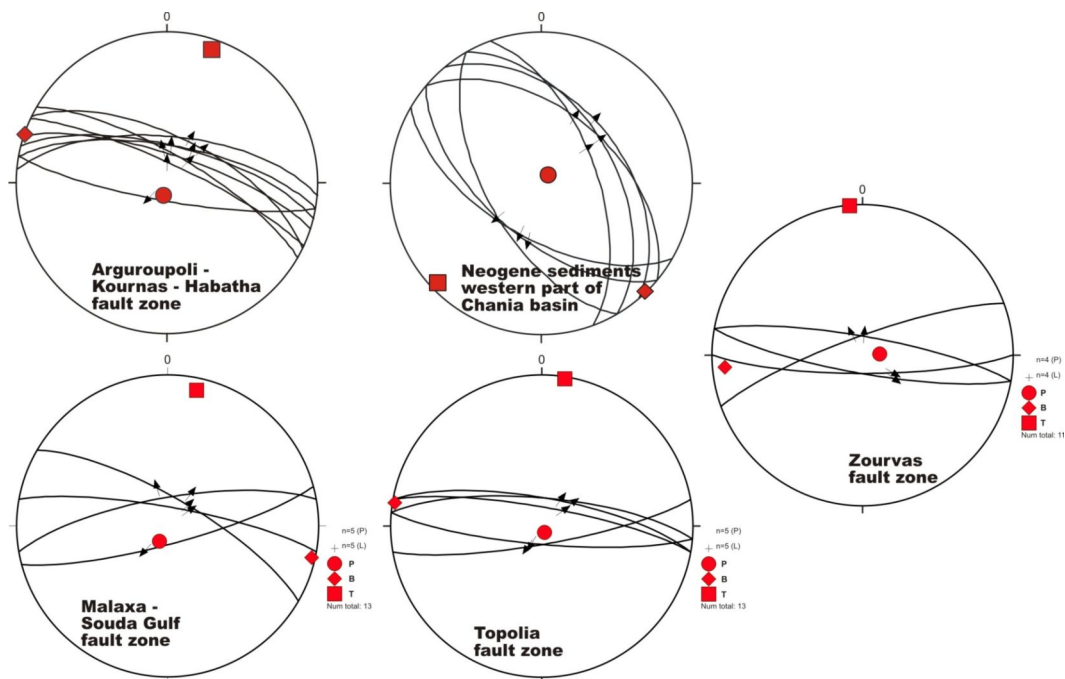 0
Arguroupoli -
Kournas - Habatha
fault zone
0
Neogene sediments
western part of
Chania basin
0
n=4 (P)
n=4 (L)
P
B
T
Num total: 11
Zourvas
fault zone
0
n=5 (P)
n=5 (L)
P
B
T
Num total: 13
Malaxa -
Souda Gulf
fault zone
0
n=5 (P)
n=5 (L)
P
B
T
Num total: 13
Topolia
fault zone